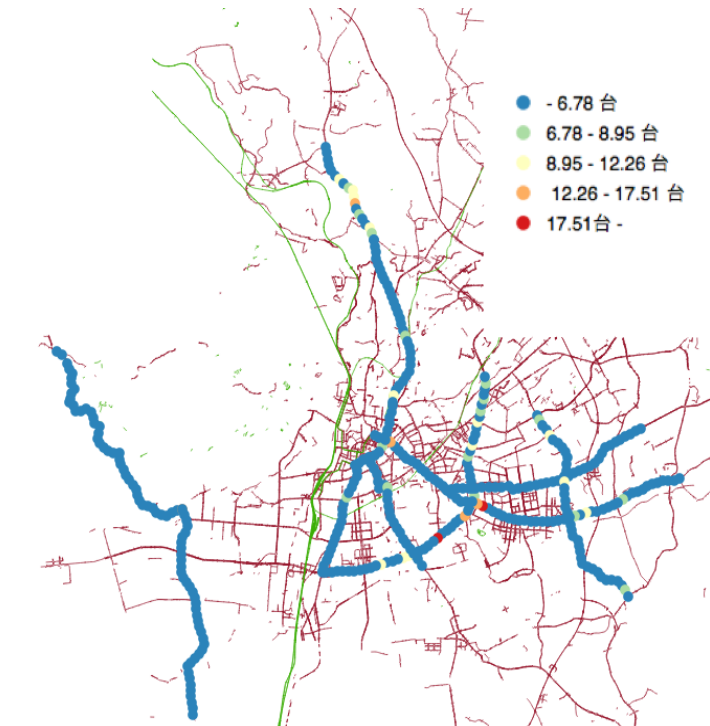 - 6.78 台
6.78 - 8.95 台
8.95 - 12.26 台
12.26 - 17.51 台
17.51台 -